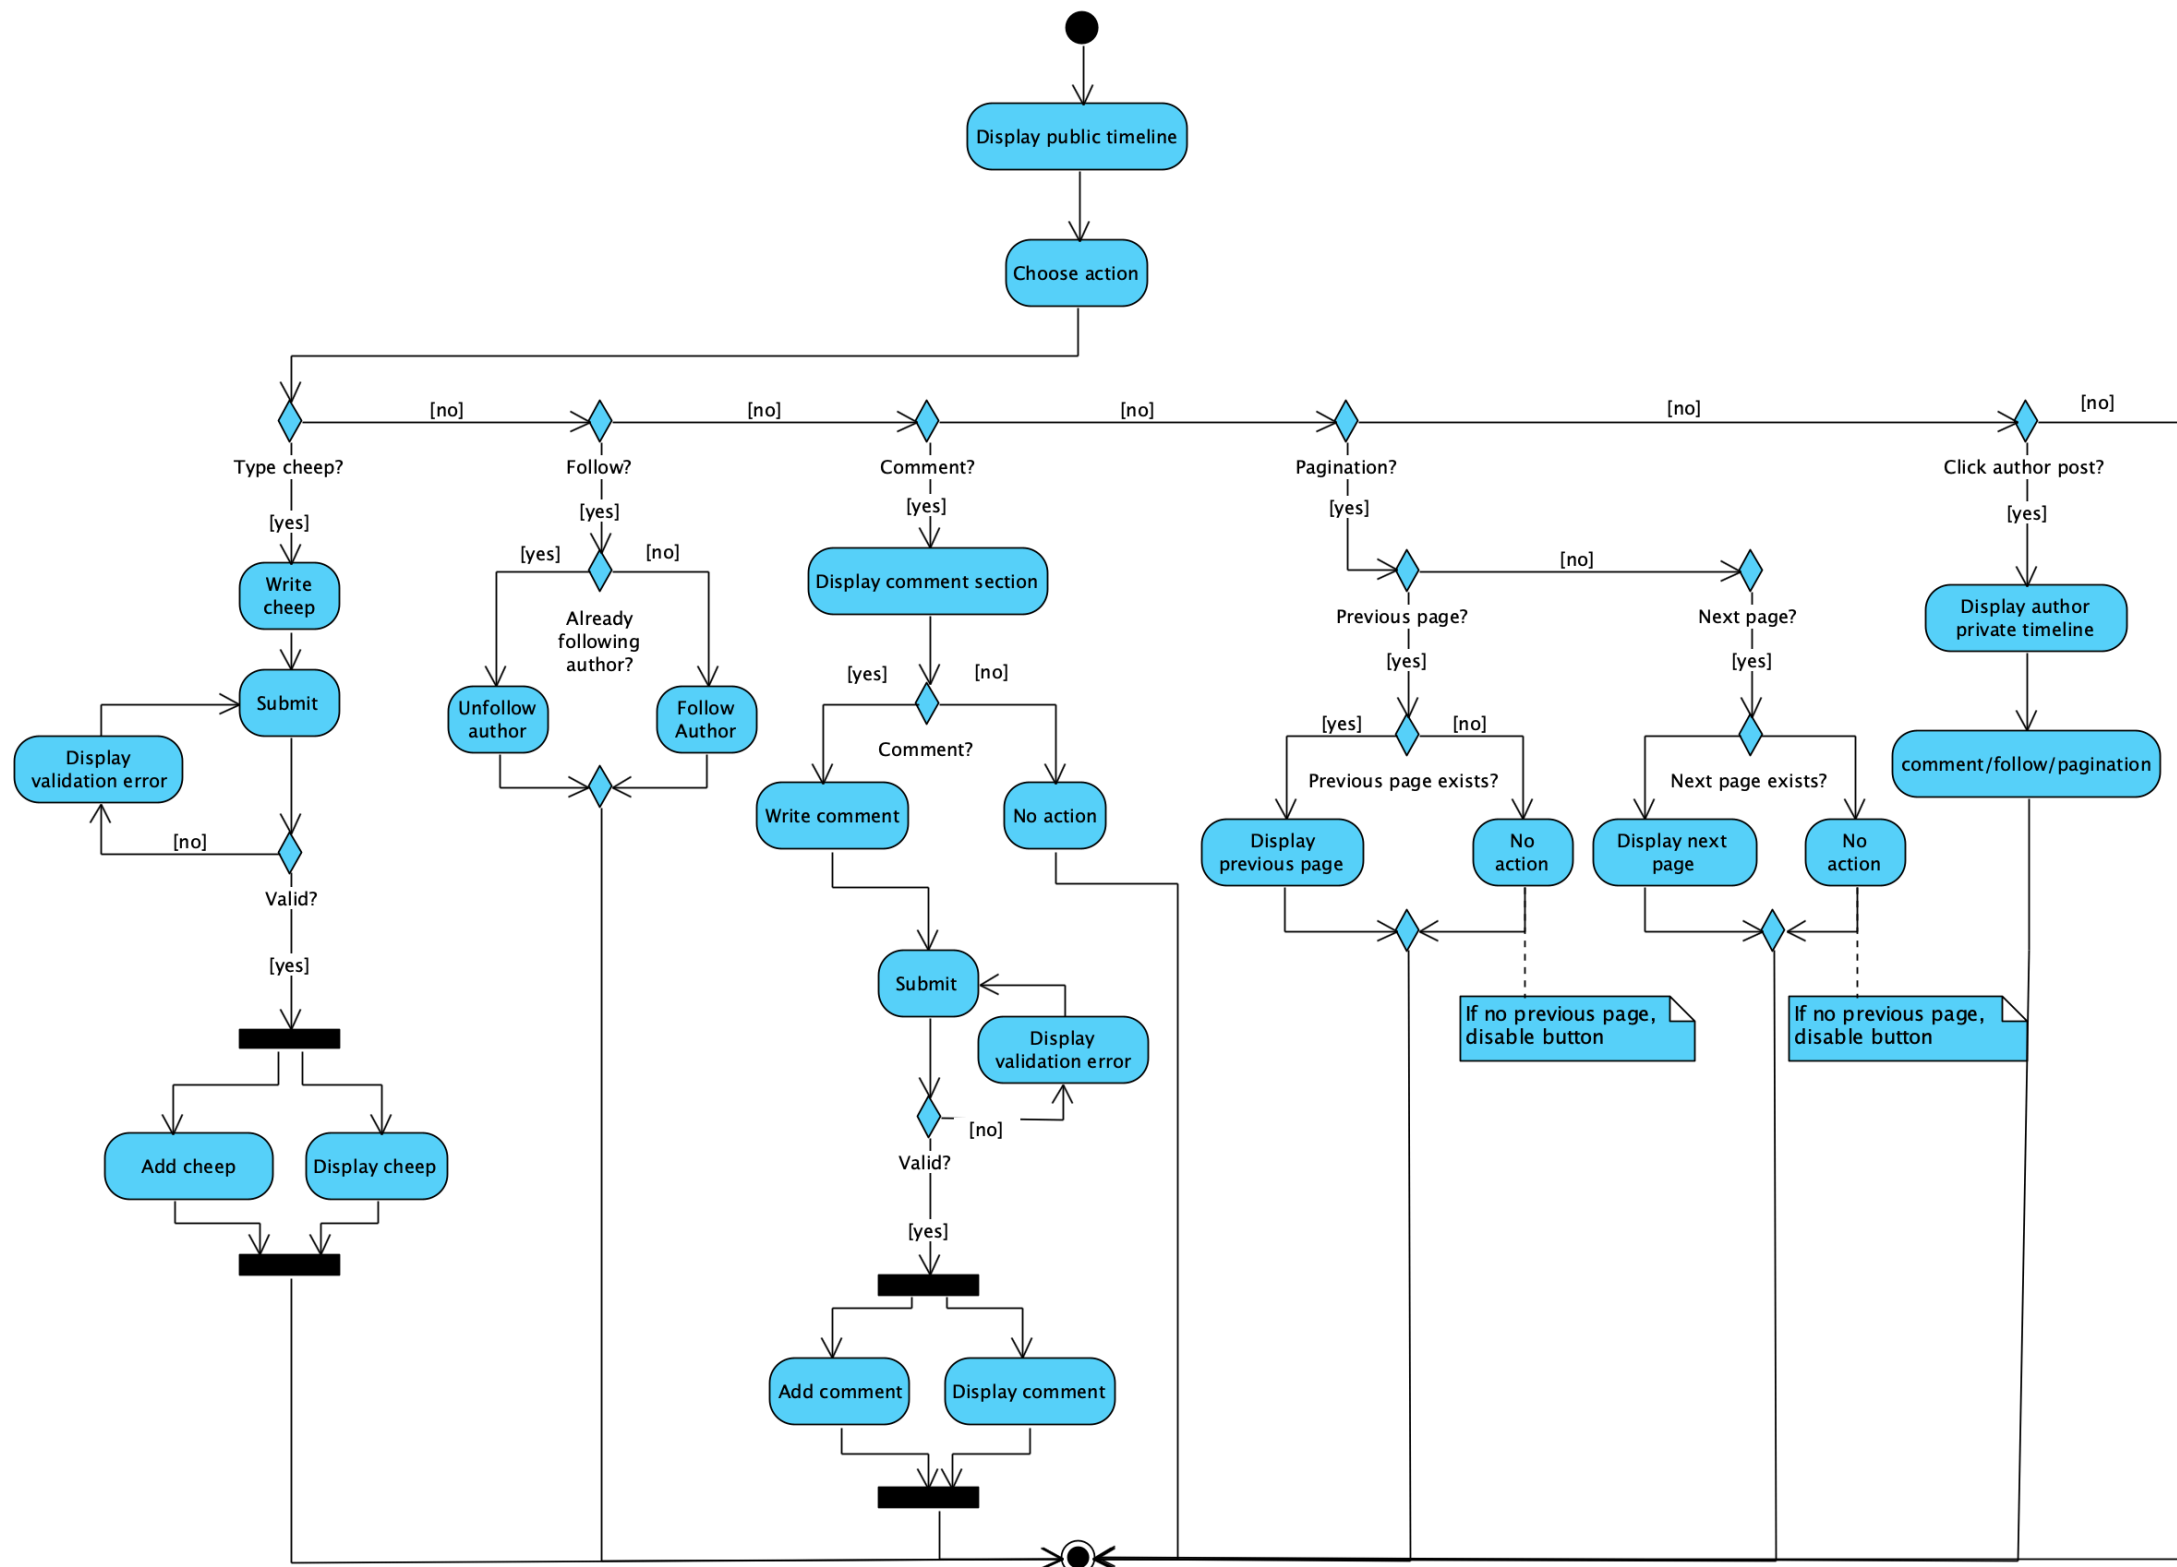 Display public timeline
Choose action
[no]
[no]
[no]
[no]
[no]
Type cheep?
Follow?
Comment?
Pagination?
Click author post?
[yes]
[yes]
[yes]
[yes]
[yes]
Write
cheep
Submit
Display
validation error
[no]
Valid?
[yes]
Add cheep
Display cheep
[yes]
[no]
Already
following
author?
Unfollow
author
Follow
Author
Display comment section
[yes]
[no]
Comment?
Write comment
No action
Submit
Display
validation error
[no]
Valid?
[yes]
Add comment
Display comment
[no]
Previous page?
[yes]
[yes]
[no]
Previous page exists?
Display
previous page
No
action
If no previous page,
disable button
Next page?
[yes]
Next page exists?
Display next
page
No
action
If no previous page,
disable button
Display author
private timeline
comment/follow/pagination